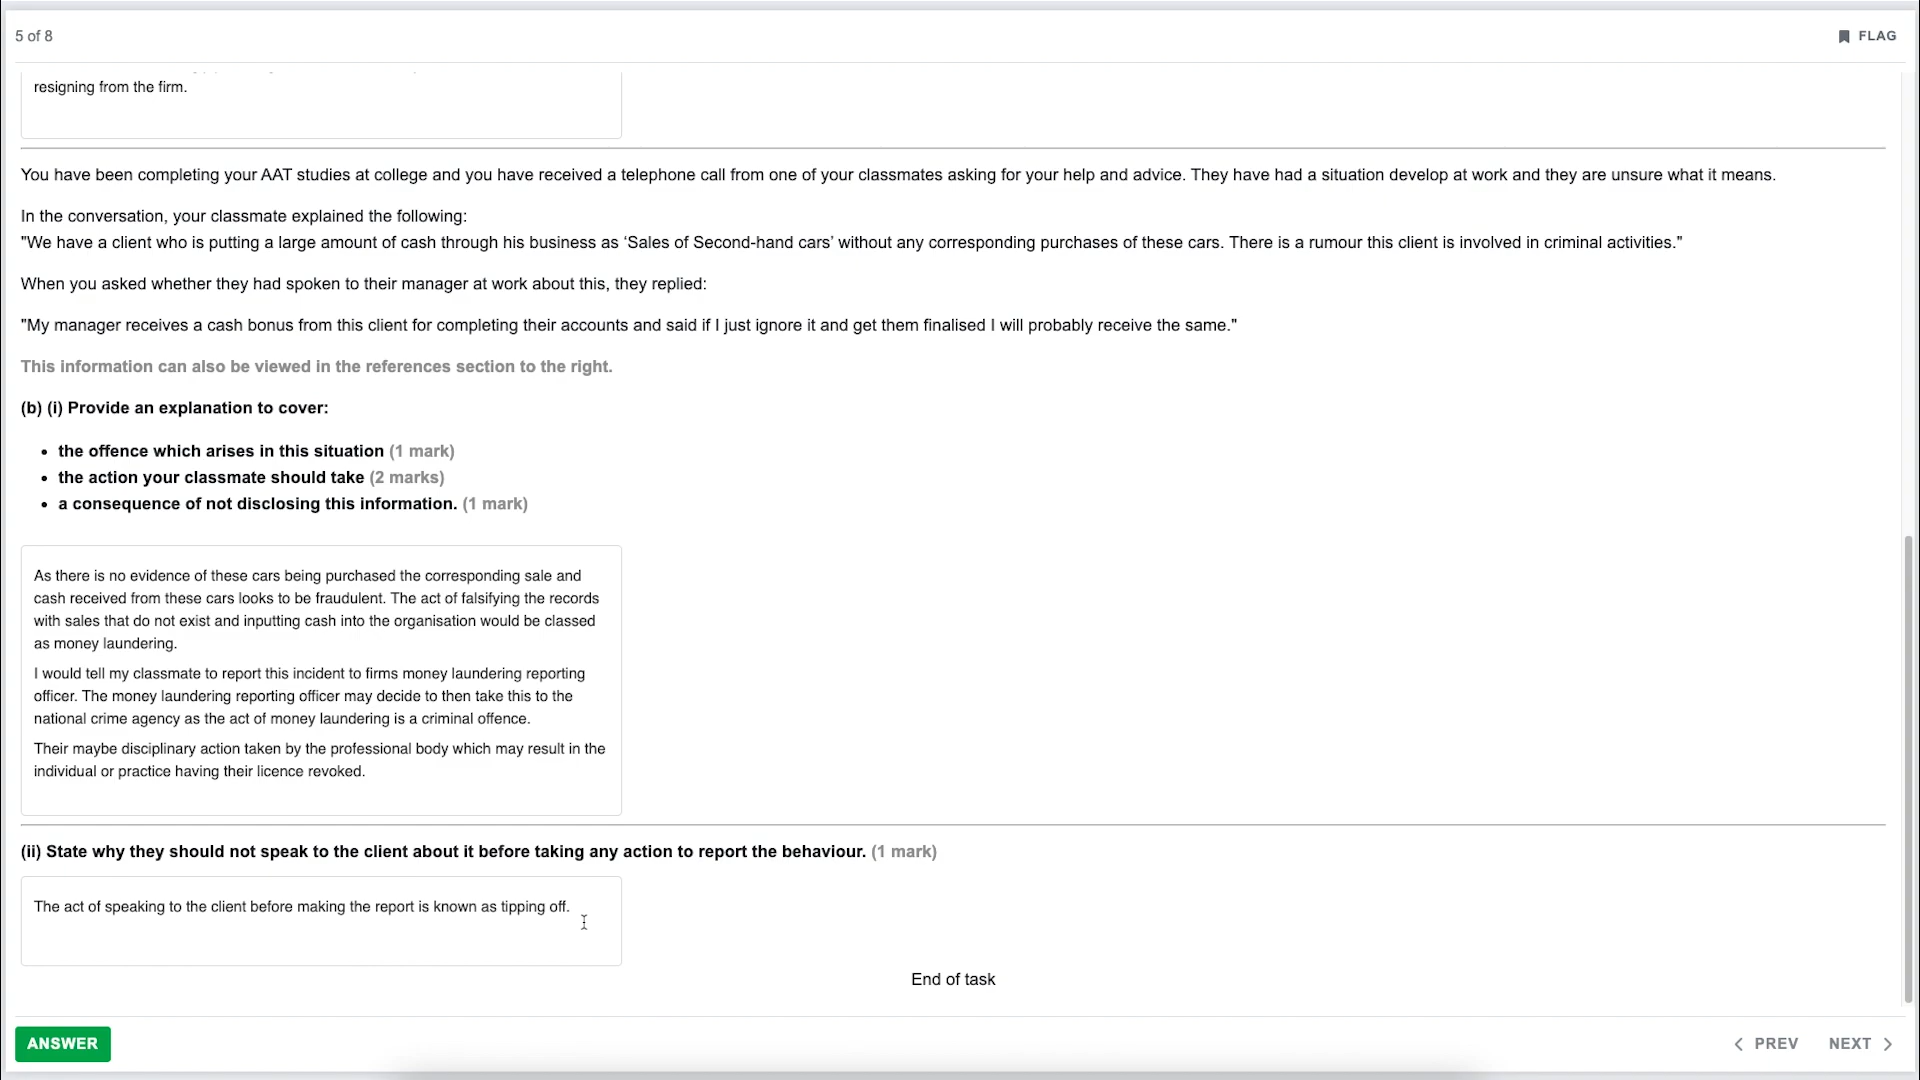 5 of 8
FLAG
resigning from the firm.
You have been completing your AAT studies at college and you have received a telephone call from one of your classmates asking for your help and advice. They have had a situation develop at work and they are unsure what it means.
In the conversation, your classmate explained the following:
"We have a client who is putting a large amount of cash through his business as ‘Sales of Second-hand cars’ without any corresponding purchases of these cars. There is a rumour this client is involved in criminal activities."
When you asked whether they had spoken to their manager at work about this, they replied:
"My manager receives a cash bonus from this client for completing their accounts and said if I just ignore it and get them finalised I will probably receive the same."
This information can also be viewed in the references section to the right.
(b) (i) Provide an explanation to cover:
• the offence which arises in this situation (1 mark)
• the action your classmate should take (2 marks)
• a consequence of not disclosing this information. (1 mark)
As there is no evidence of these cars being purchased the corresponding sale and
cash received from these cars looks to be fraudulent. The act of falsifying the records
with sales that do not exist and inputting cash into the organisation would be classed
as money laundering.
I would tell my classmate to report this incident to firms money laundering reporting
officer. The money laundering reporting officer may decide to then take this to the
national crime agency as the act of money laundering is a criminal offence.
Their maybe disciplinary action taken by the professional body which may result in the
individual or practice having their licence revoked.
(ii) State why they should not speak to the client about it before taking any action to report the behaviour. (1 mark)
The act of speaking to the client before making the report is known as tipping off.
End of task
ANSWER
PREV
NEXT